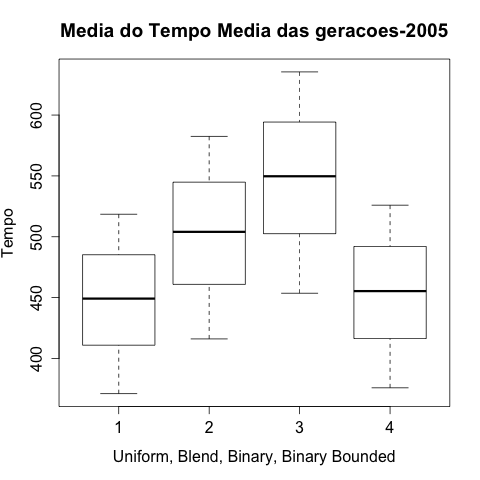 Media do Tempo Media das geracoes-2005
Tempo
600
550
500
450
400
1 2 3 4
Uniform, Blend, Binary, Binary Bounded